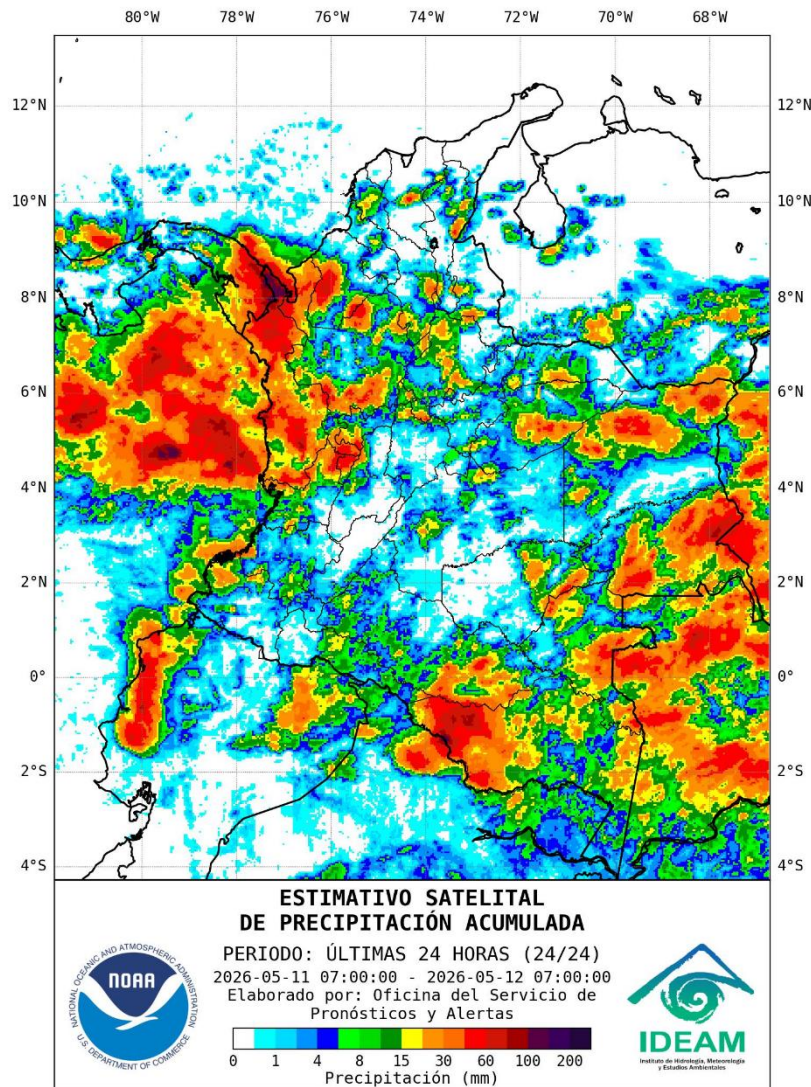 80°W 78°W 76°W 74°W 72°W 70°W 68°W
12°N 12°N
10°N 10°N
8°N 8°N
6°N 6°N
4°N 4°N
2°N 2°N
0° 0°
2°S 2°S
4°S 4°S
ESTIMATIVO SATELITAL
DE PRECIPITACIÓN ACUMULADA
PERIODO: ÚLTIMAS 24 HORAS (24/24)
2026-05-11 07:00:00 - 2026-05-12 07:00:00
Elaborado por: Oficina del Servicio de
Pronósticos y Alertas
0 1 4 8 15 30 60 100 200
Precipitación (mm)
NATIONAL OCEANIC AND ATMOSPHERIC ADMINISTRATION
NOAA
U.S. DEPARTMENT OF COMMERCE
IDEAM
Instituto de Hidrología, Meteorología
y Estudios Ambientales